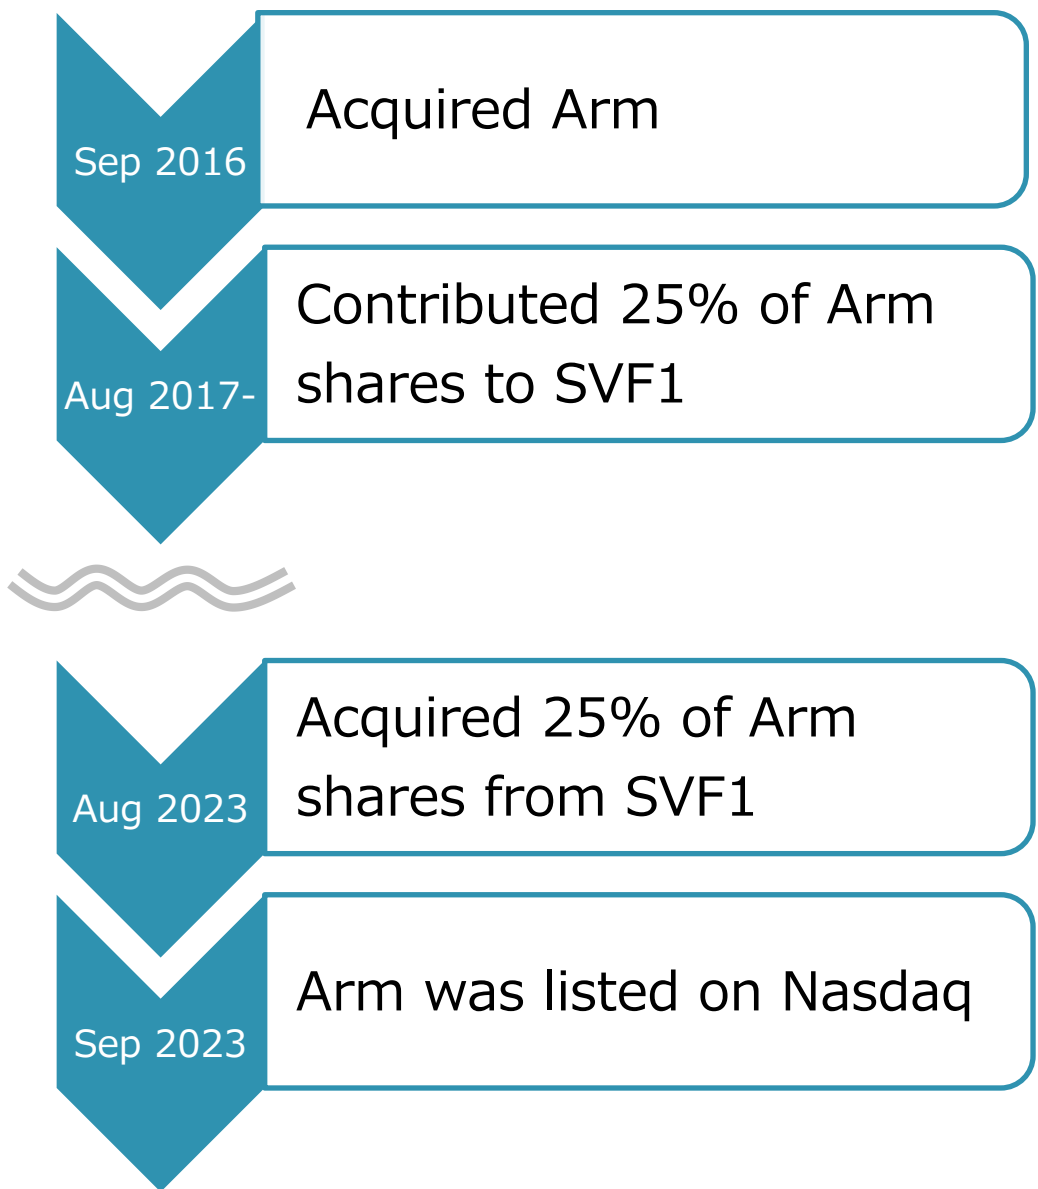 Sep 2016
Acquired Arm
Aug 2017-
Contributed 25% of Arm
shares to SVF1
Aug 2023
Acquired 25% of Arm
shares from SVF1
Sep 2023
Arm was listed on Nasdaq